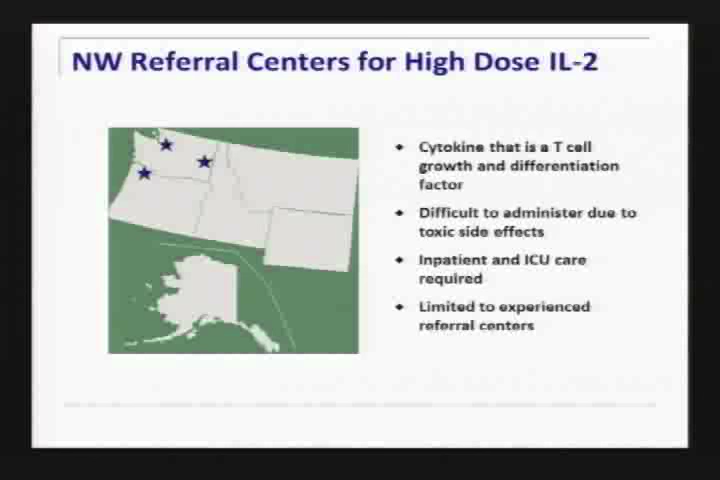 NW Referral Centers for High Dose IL-2
Cytokine that is a T cell
growth and differentiation
factor
Difficult to administer due to
toxic side effects
Inpatient and ICU care
required
Limited to experienced
referral centers